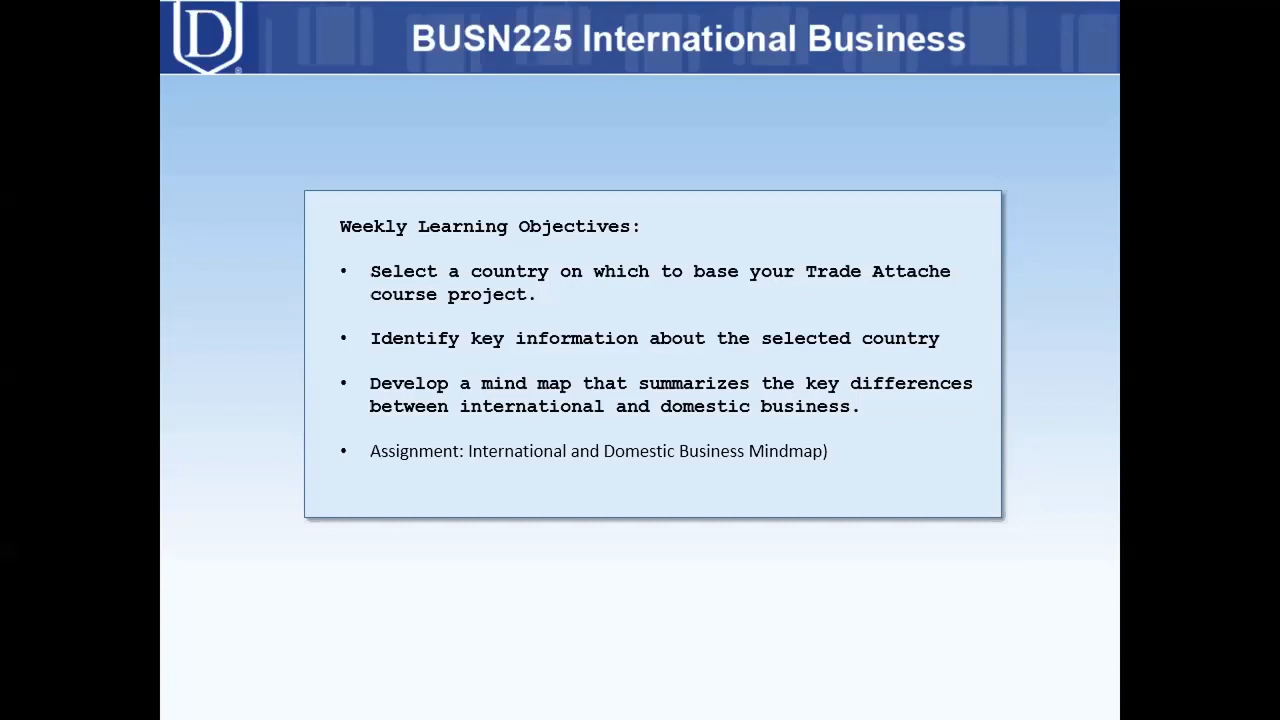 D
BUSN225 International Business
Weekly Learning Objectives:
• Select a country on which to base your Trade Attache
course project.
• Identify key information about the selected country
• Develop a mind map that summarizes the key differences
between international and domestic business.
• Assignment: International and Domestic Business Mindmap)